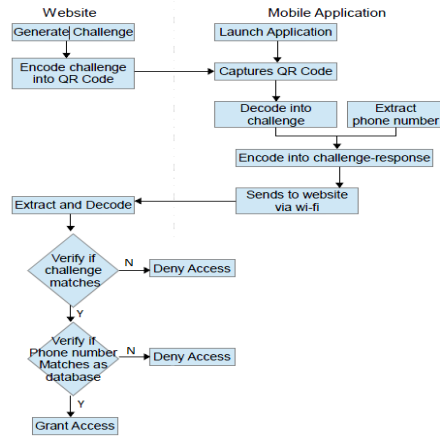 Website
Mobile Application
Generate Challenge
Launch Application
Encode challenge
into QR Code
Captures QR Code
Decode into
challenge
Extract
phone number
Encode into challenge-response
Sends to website
via wi-fi
Extract and Decode
Verify if
challenge
matches
N
Deny Access
Y
Verify if
Phone number
Matches as
database
N
Deny Access
Y
Grant Access